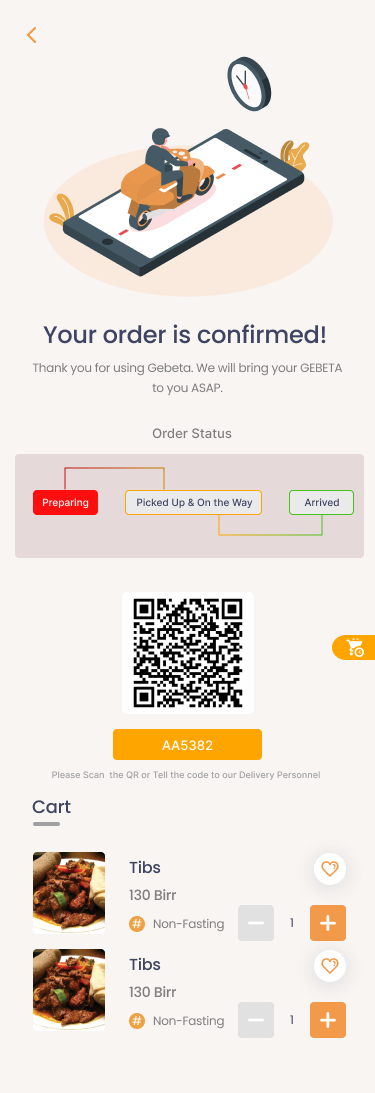 Your order is confirmed!
Thank you for using Gebeta. We will bring your GEBETA
to you ASAP.
Order Status
Preparing
Picked Up & On the Way
Arrived
AA5382
Please Scan the QR or Tell the code to our Delivery Personnel
Cart
Tibs
130 Birr
# Non-Fasting
1
Tibs
130 Birr
# Non-Fasting
1